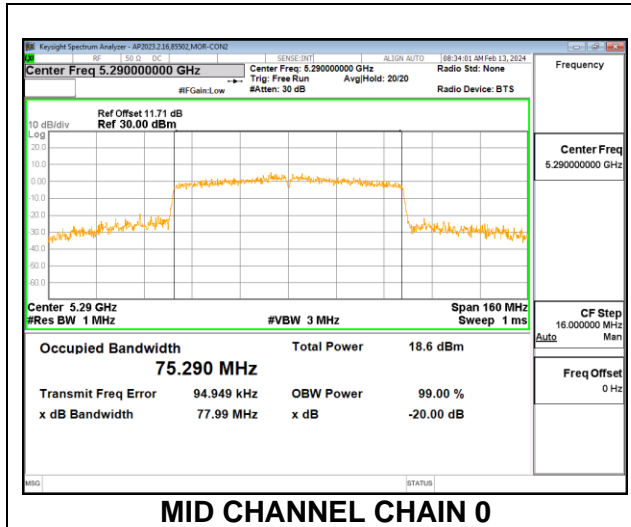 Keysight Spectrum Analyzer - AP2023.2.16,85502,MOR-CON2
RF 50 Ω DC SENSE:INT ALIGN AUTO 08:34:01 AM Feb 13, 2024
Center Freq 5.290000000 GHz
Center Freq: 5.290000000 GHz Radio Std: None
Trig: Free Run Avg|Hold: 20/20
#IFGain:Low #Atten: 30 dB Radio Device: BTS
Frequency
Ref Offset 11.71 dB
10 dB/div Ref 30.00 dBm
Log
20.0
10.0
0.00
-10.0
-20.0
-30.0
-40.0
-50.0
-60.0
Center Freq
5.290000000 GHz
Center 5.29 GHz Span 160 MHz
#Res BW 1 MHz #VBW 3 MHz Sweep 1 ms
CF Step
16.000000 MHz
Auto Man
Freq Offset
0 Hz
Occupied Bandwidth Total Power 18.6 dBm
75.290 MHz
Transmit Freq Error 94.949 kHz OBW Power 99.00 %
x dB Bandwidth 77.99 MHz x dB -20.00 dB
MSG STATUS
MID CHANNEL CHAIN 0